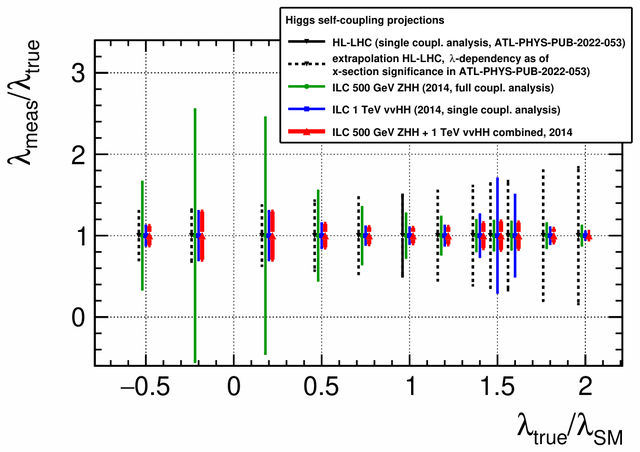 Higgs self-coupling projections
HL-LHC (single coupl. analysis, ATL-PHYS-PUB-2022-053)
extrapolation HL-LHC, λ-dependency as of
x-section significance in ATL-PHYS-PUB-2022-053)
ILC 500 GeV ZHH (2014, full coupl. analysis)
ILC 1 TeV vvHH (2014, single coupl. analysis)
ILC 500 GeV ZHH + 1 TeV vvHH combined, 2014
λmeas/λtrue
3
2
1
0
−0.5 0 0.5 1 1.5 2
λtrue/λSM